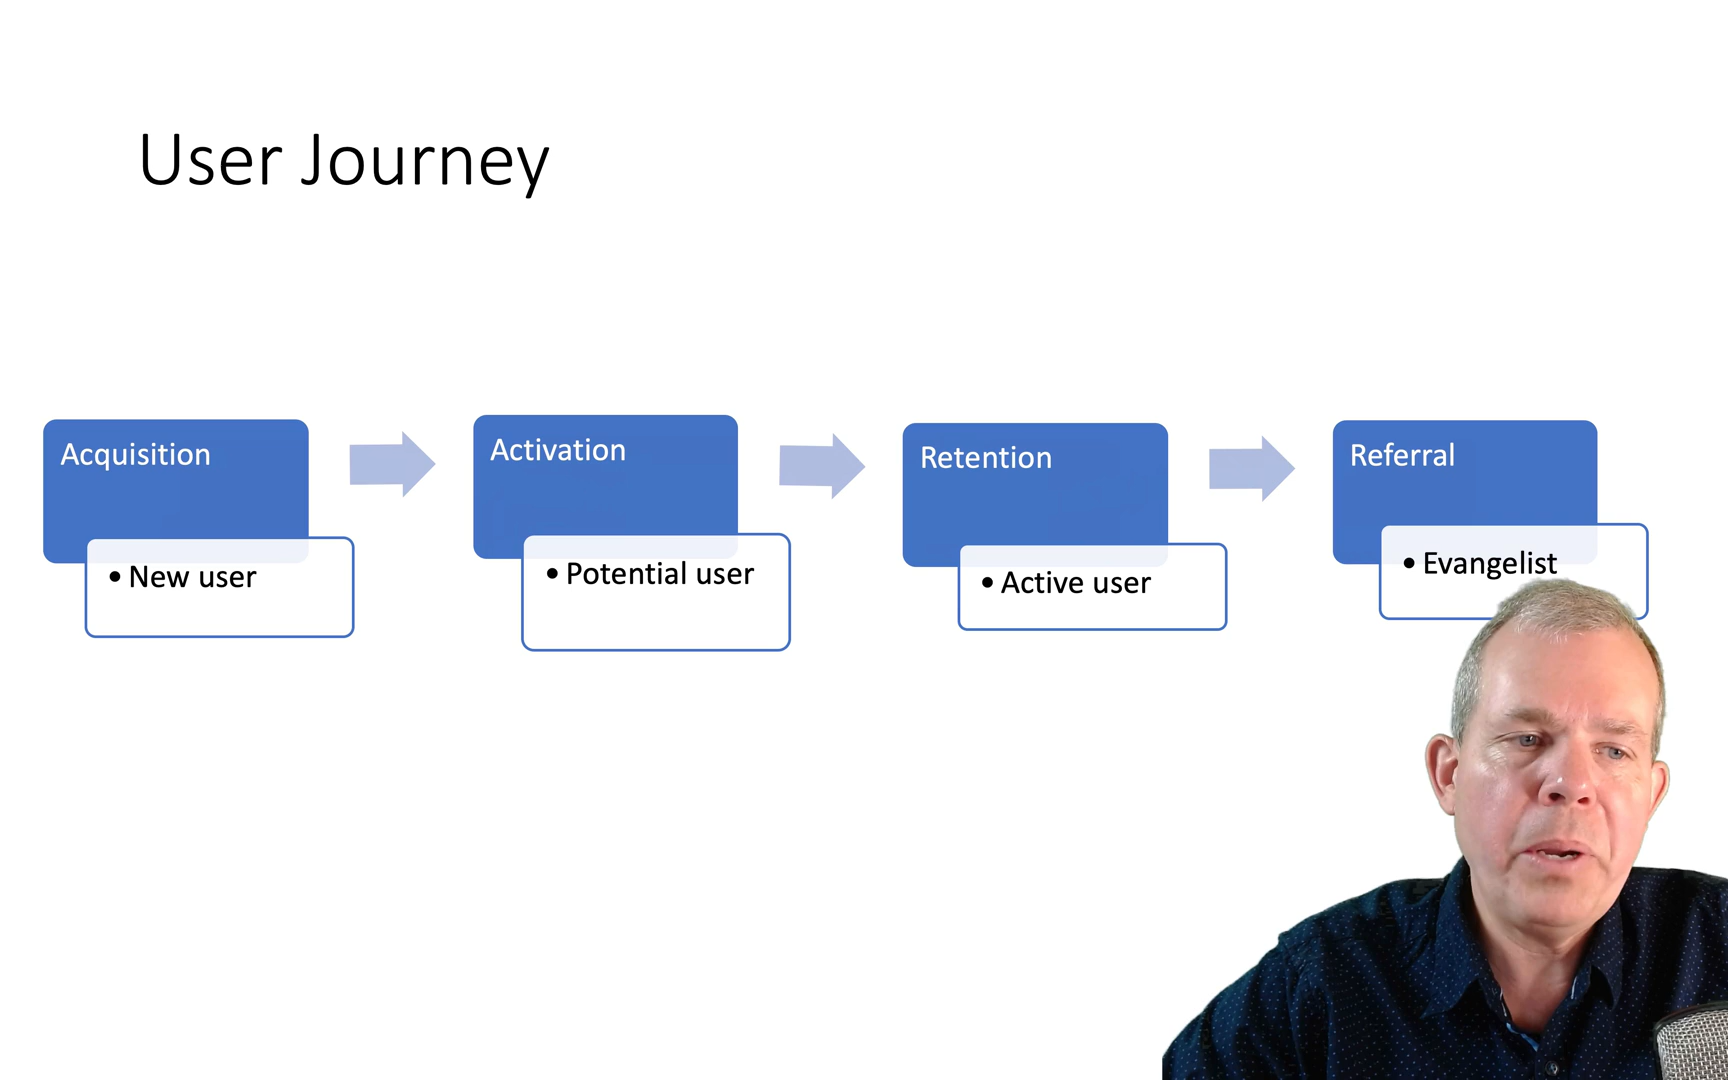 User Journey
Acquisition
• New user
Activation
• Potential user
Retention
• Active user
Referral
• Evangelist